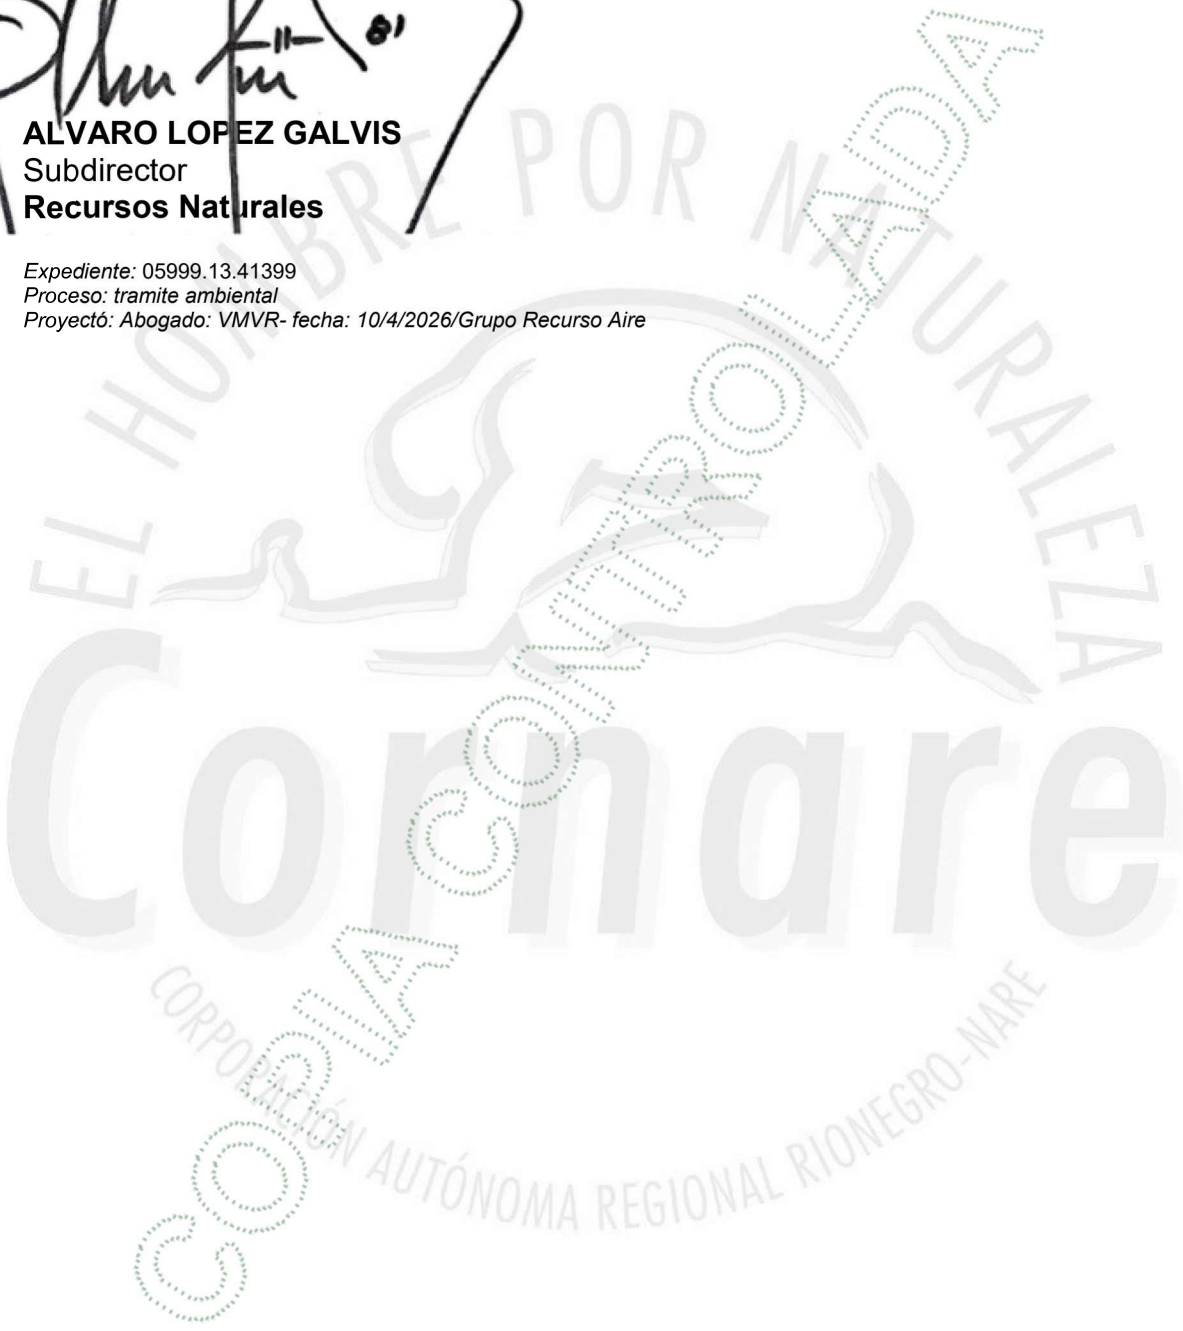 ALVARO LOPEZ GALVIS
Subdirector
Recursos Naturales
Expediente: 05999.13.41399
Proceso: tramite ambiental
Proyectó: Abogado: VMVR- fecha: 10/4/2026/Grupo Recurso Aire
EL HOMBRE POR NATURALEZA
Cornare
CORPORACIÓN AUTÓNOMA REGIONAL RIONEGRO-NARE
COPIA CONTROLADA